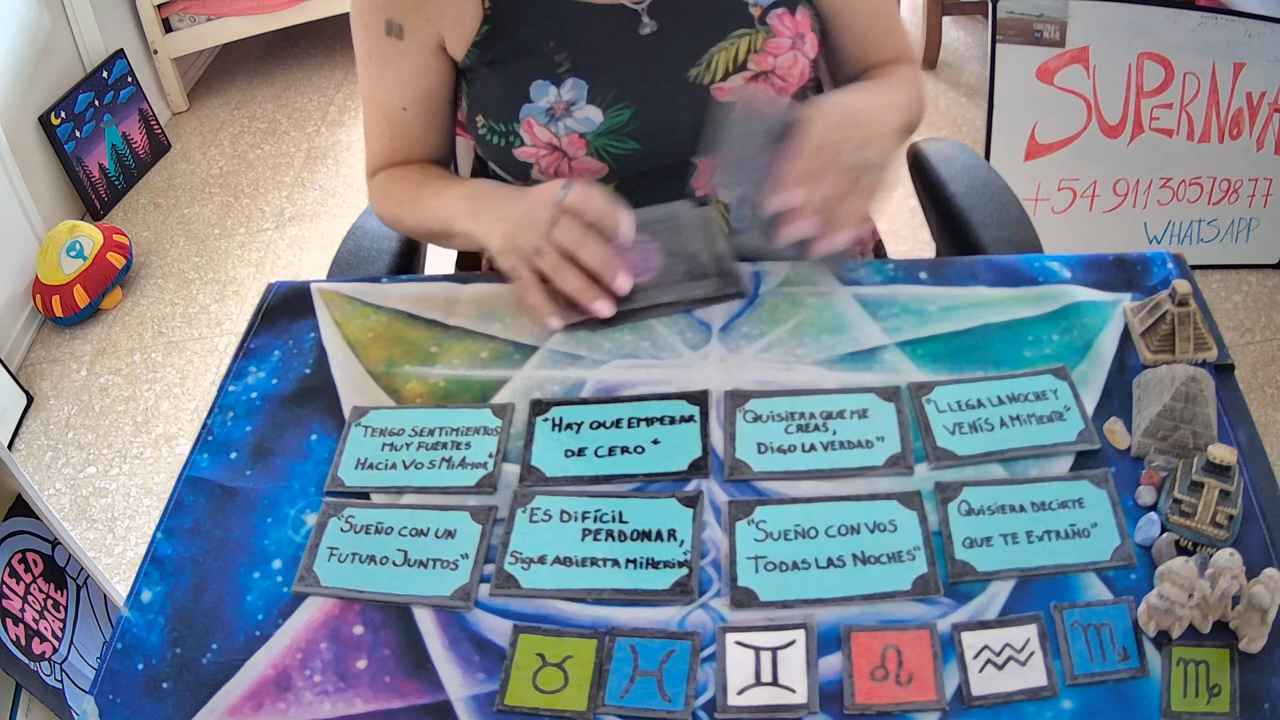 SUPERNOVA
+54 91130579877
WHATSAPP
"TENGO SENTIMIENTOS
MUY FUERTES
HACIA VOS MI AMOR"
"HAY QUE EMPEZAR
DE CERO"
"QUISIERA QUE ME
CREAS,
DIGO LA VERDAD"
"LLEGA LA NOCHE Y
VENÍS A MI MENTE"
"SUEÑO CON UN
FUTURO JUNTOS"
"ES DIFÍCIL
PERDONAR,
SIGUE ABIERTA MI HERIDA"
"SUEÑO CON VOS
TODAS LAS NOCHES"
QUISIERA DECIRTE
QUE TE EXTRAÑO"
I NEED
MORE
SPACE
TULUM